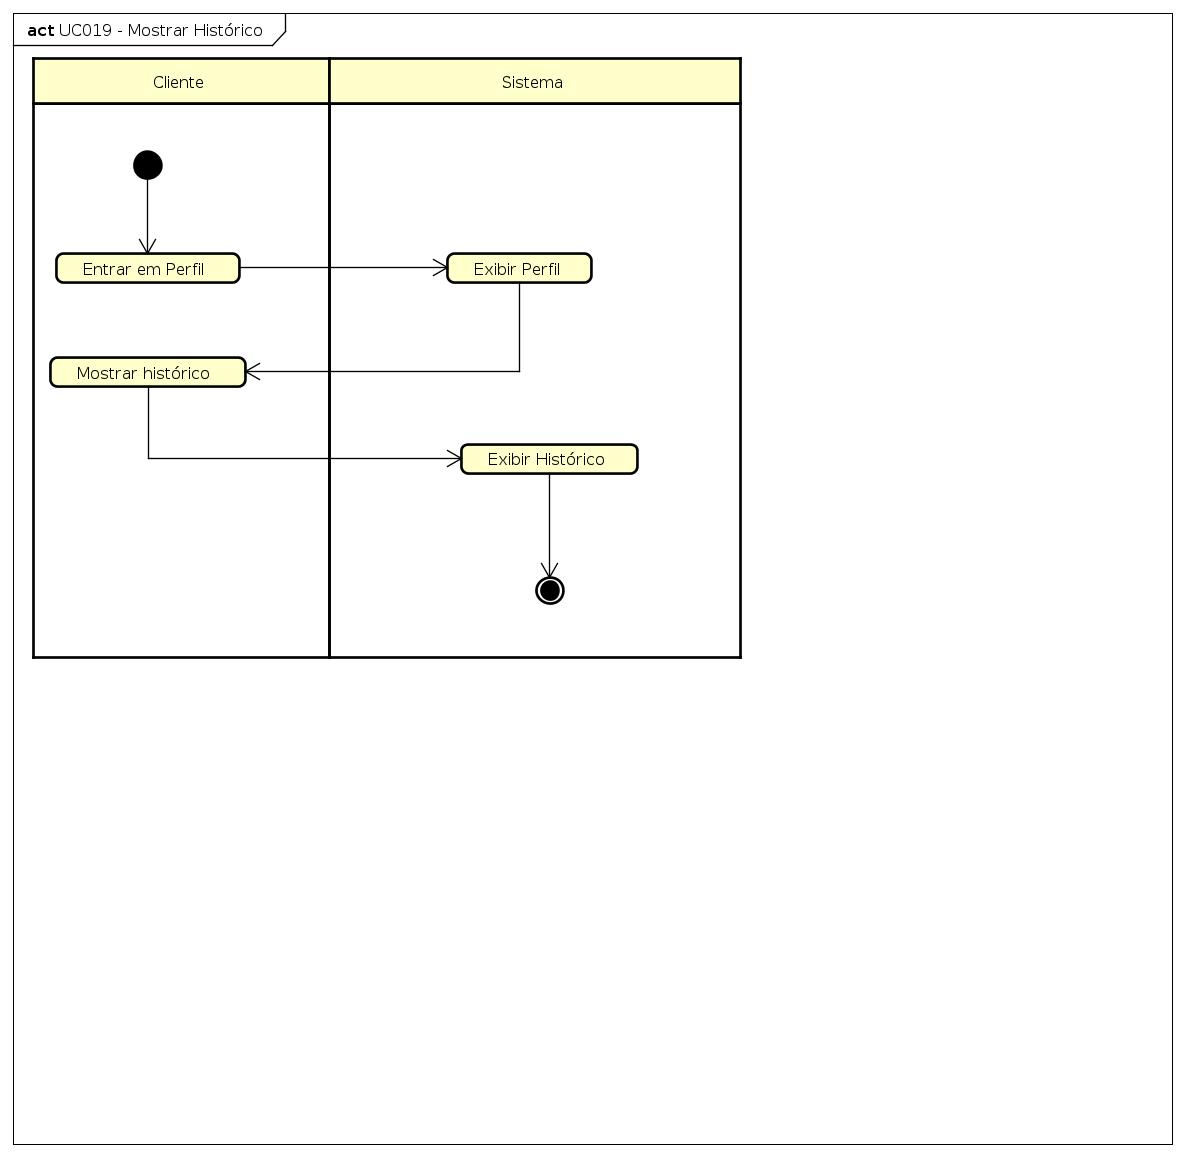 act UC019 - Mostrar Histórico
Cliente
Sistema
Entrar em Perfil
Exibir Perfil
Mostrar histórico
Exibir Histórico